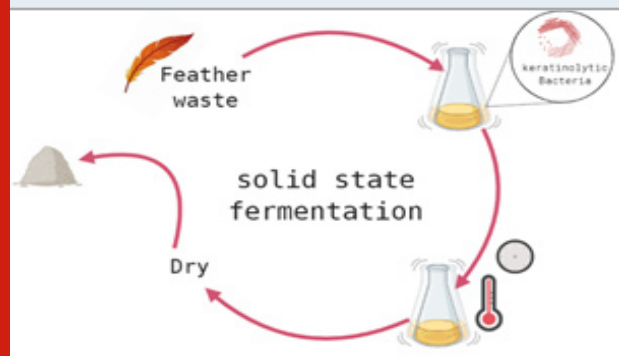 Feather
waste
keratinolytic
Bacteria
solid state
fermentation
Dry